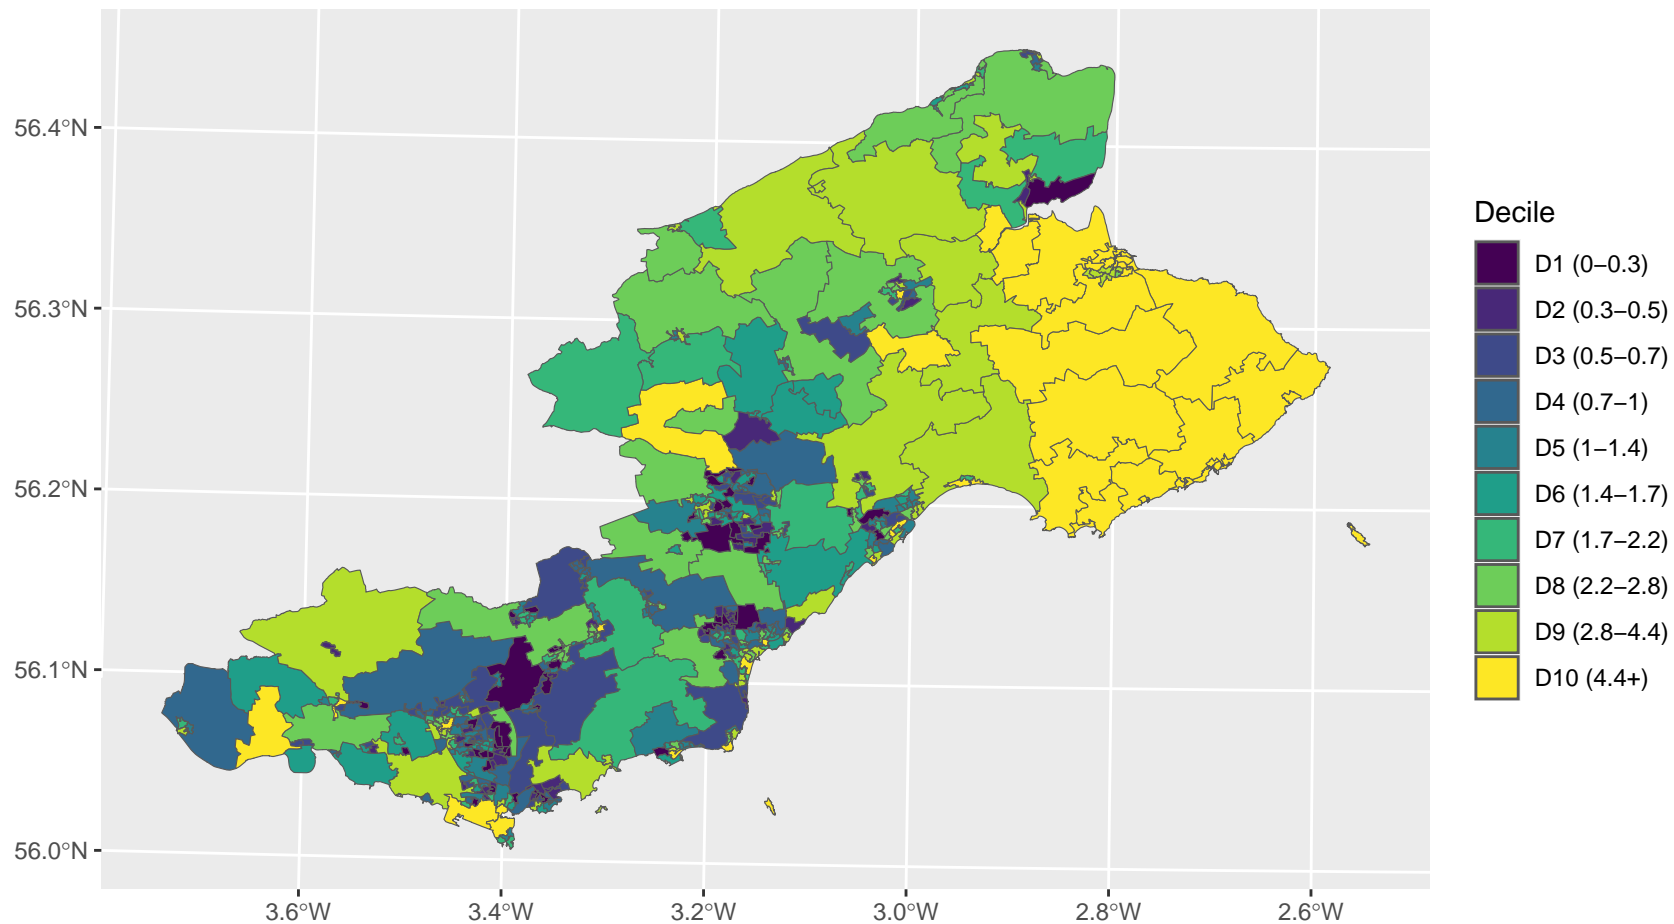 56.4°N
56.3°N
56.2°N
56.1°N
56.0°N
3.6°W
3.4°W
3.2°W
3.0°W
2.8°W
2.6°W
Decile
D1 (0–0.3)
D2 (0.3–0.5)
D3 (0.5–0.7)
D4 (0.7–1)
D5 (1–1.4)
D6 (1.4–1.7)
D7 (1.7–2.2)
D8 (2.2–2.8)
D9 (2.8–4.4)
D10 (4.4+)